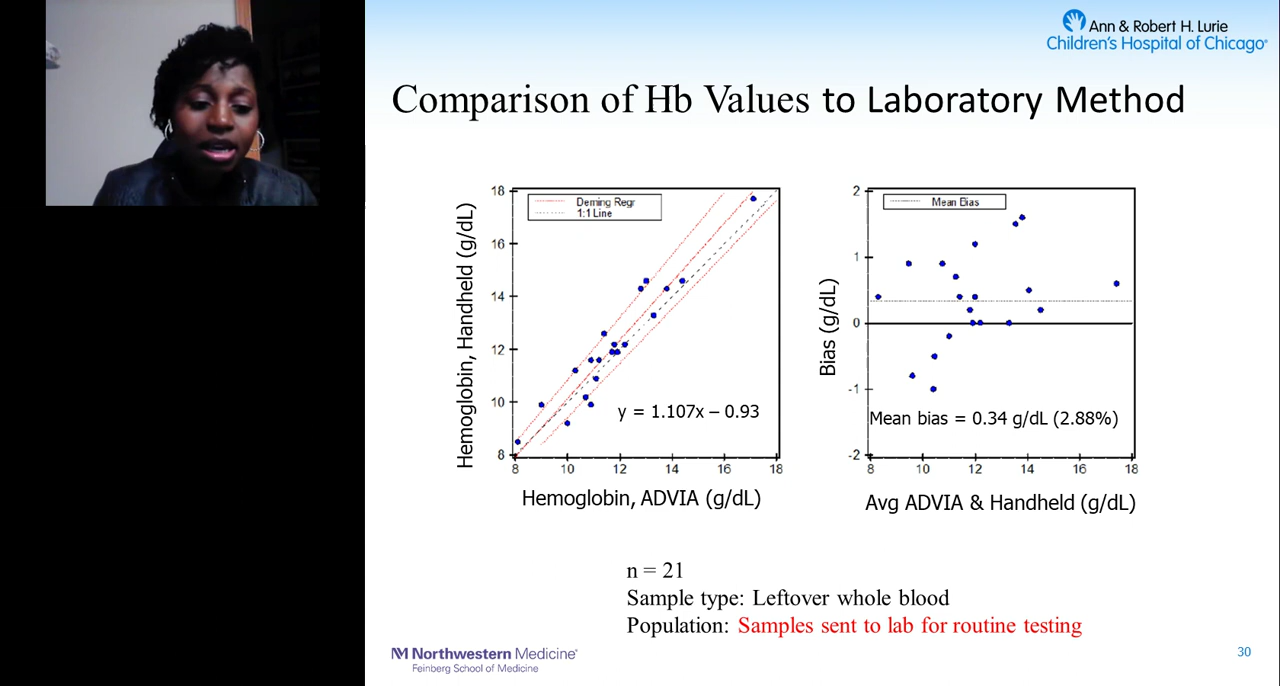 Ann & Robert H. Lurie
Children's Hospital of Chicago®
Comparison of Hb Values to Laboratory Method
Hemoglobin, Handheld (g/dL)
18
16
14
12
10
8
Deming Regr
1:1 Line
y = 1.107x – 0.93
8 10 12 14 16 18
Hemoglobin, ADVIA (g/dL)
Bias (g/dL)
2
1
0
-1
-2
Mean Bias
Mean bias = 0.34 g/dL (2.88%)
8 10 12 14 16 18
Avg ADVIA & Handheld (g/dL)
n = 21
Sample type: Leftover whole blood
Population: Samples sent to lab for routine testing
NM Northwestern Medicine®
Feinberg School of Medicine
30